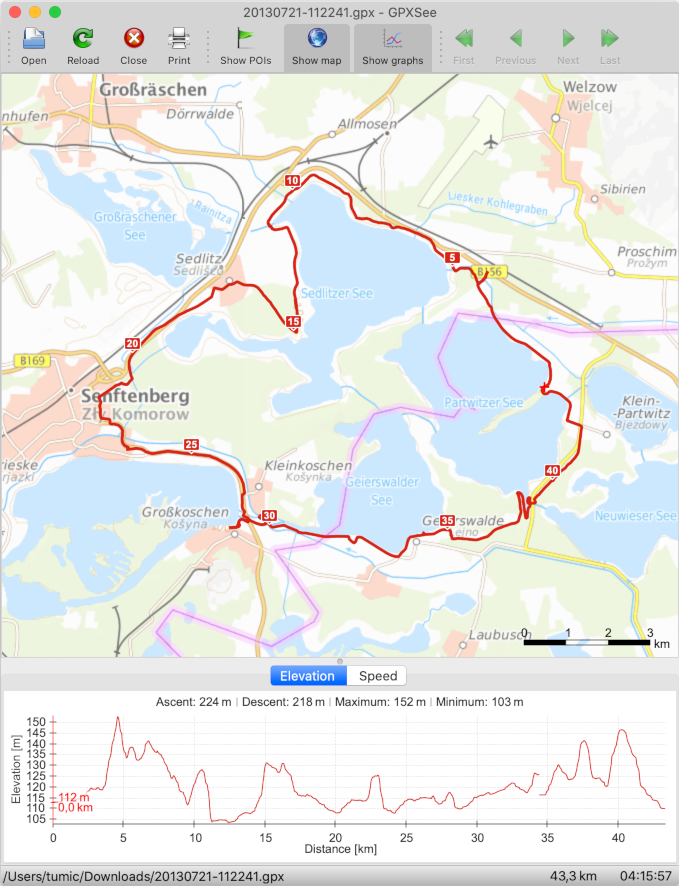 20130721-112241.gpx - GPXSee
Open Reload Close Print Show POIs Show map Show graphs First Previous Next Last
Großräschen
Welzow
Wjelcej
Dörrwalde
nhufen
Allmosen
Lieske Kohlegraben
Sibirien
10
Großräschener
See
Rainitza
Sedlitz
Sedlišćo
5
B156
Proschim
Prožym
Sedlitzer See
15
20
B169
Senftenberg
Zły Komorow
Partwitzer See
Klein-
-Partwitz
Bjezdowy
25
rieske
rjazki
Kleinkoschen
Košynka
40
Geierswalder
See
Großkoschen
Košyna
30
35
Geierswalde
ejno
Neuwieser See
Laubusch
0 1 2 3
km
Elevation Speed
Ascent: 224 m | Descent: 218 m | Maximum: 152 m | Minimum: 103 m
Elevation [m]
150
145
140
135
130
125
120
115
110
105
112 m
0,0 km
0 5 10 15 20 25 30 35 40
Distance [km]
/Users/tumic/Downloads/20130721-112241.gpx 43,3 km 04:15:57